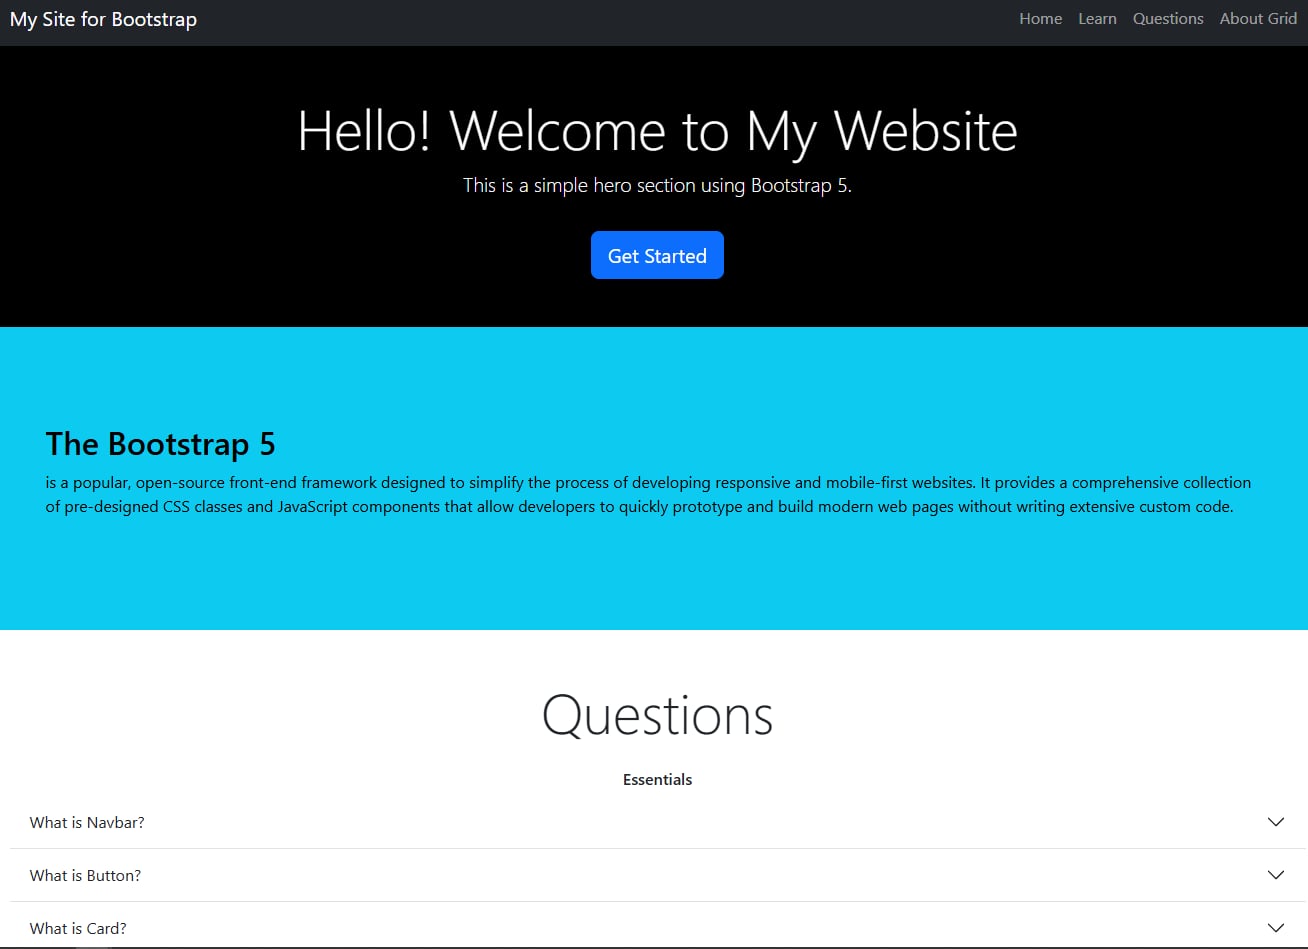 My Site for Bootstrap
Home Learn Questions About Grid
Hello! Welcome to My Website
This is a simple hero section using Bootstrap 5.
Get Started
The Bootstrap 5
is a popular, open-source front-end framework designed to simplify the process of developing responsive and mobile-first websites. It provides a comprehensive collection
of pre-designed CSS classes and JavaScript components that allow developers to quickly prototype and build modern web pages without writing extensive custom code.
Questions
Essentials
What is Navbar?
What is Button?
What is Card?